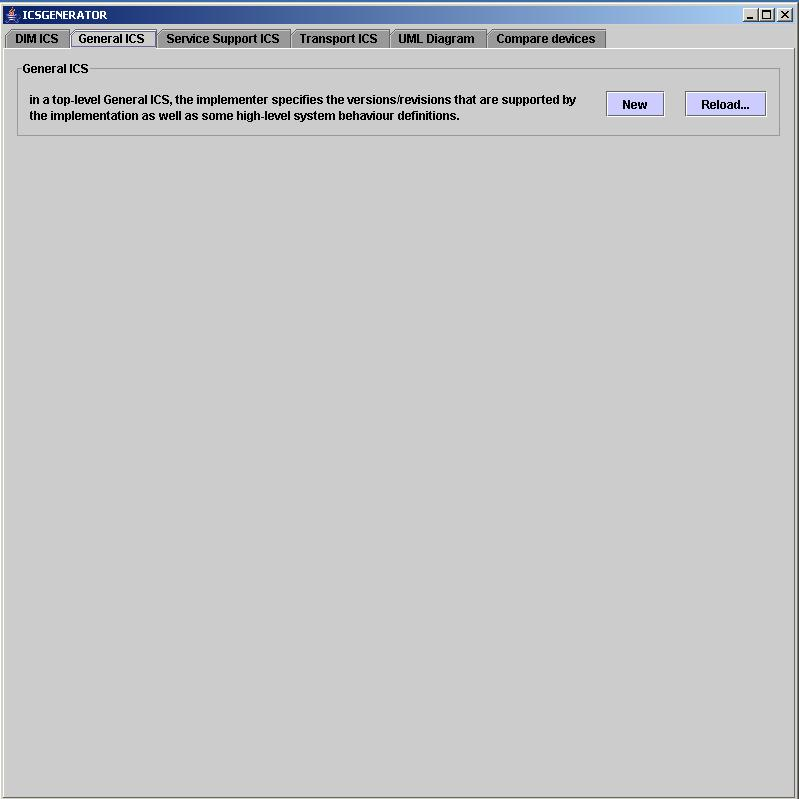 ICSGENERATOR
DIM ICS
General ICS
Service Support ICS
Transport ICS
UML Diagram
Compare devices
General ICS
in a top-level General ICS, the implementer specifies the versions/revisions that are supported by
the implementation as well as some high-level system behaviour definitions.
New
Reload...